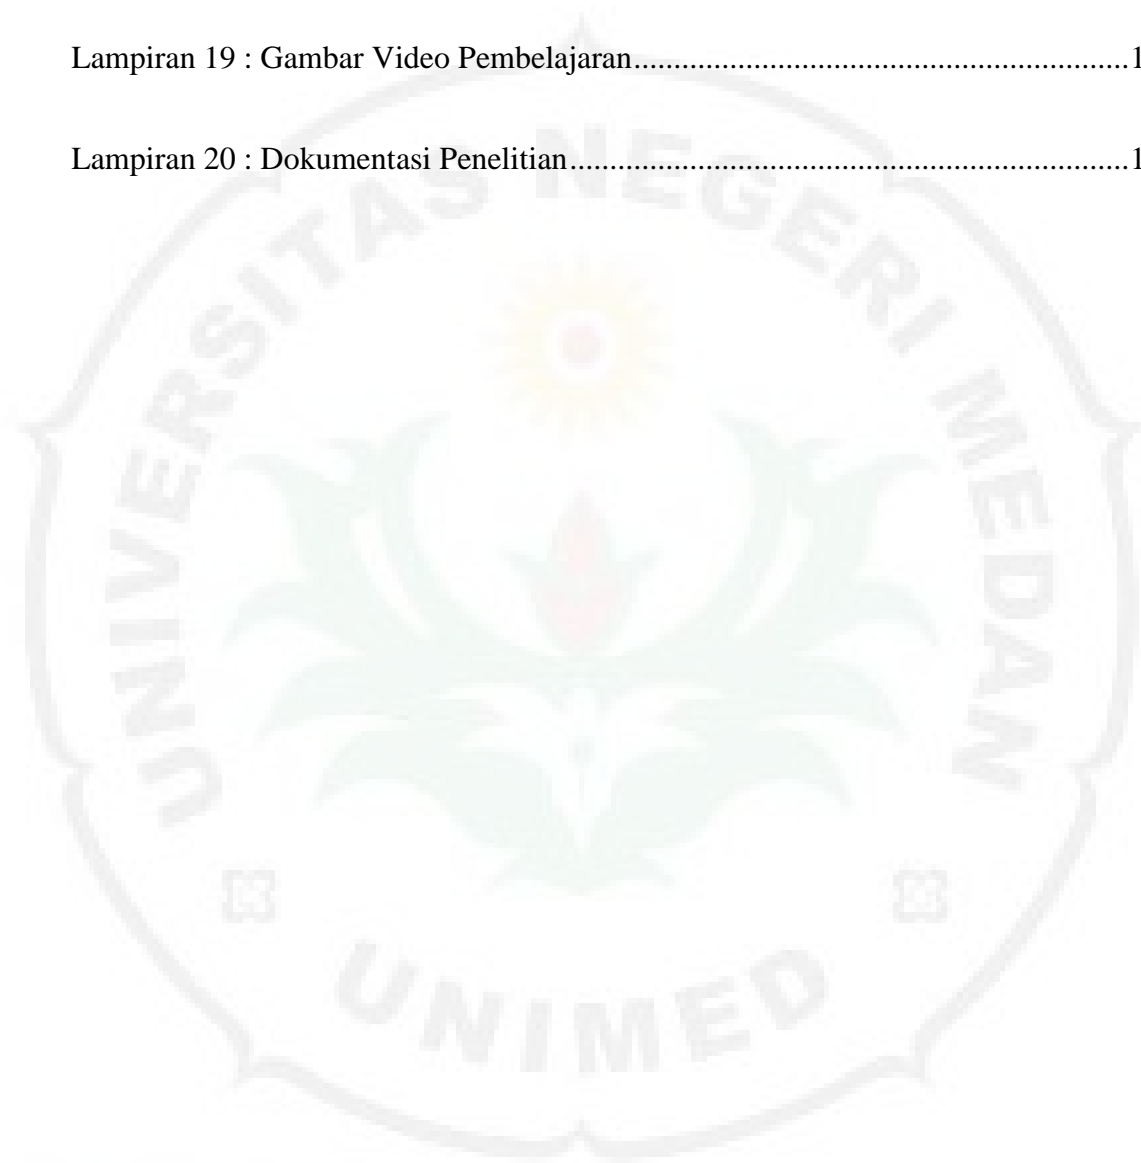 Lampiran 19 : Gambar Video Pembelajaran..............................................................1
Lampiran 20 : Dokumentasi Penelitian......................................................................1
UNIVERSITAS NEGERI MEDAN
UNIMED